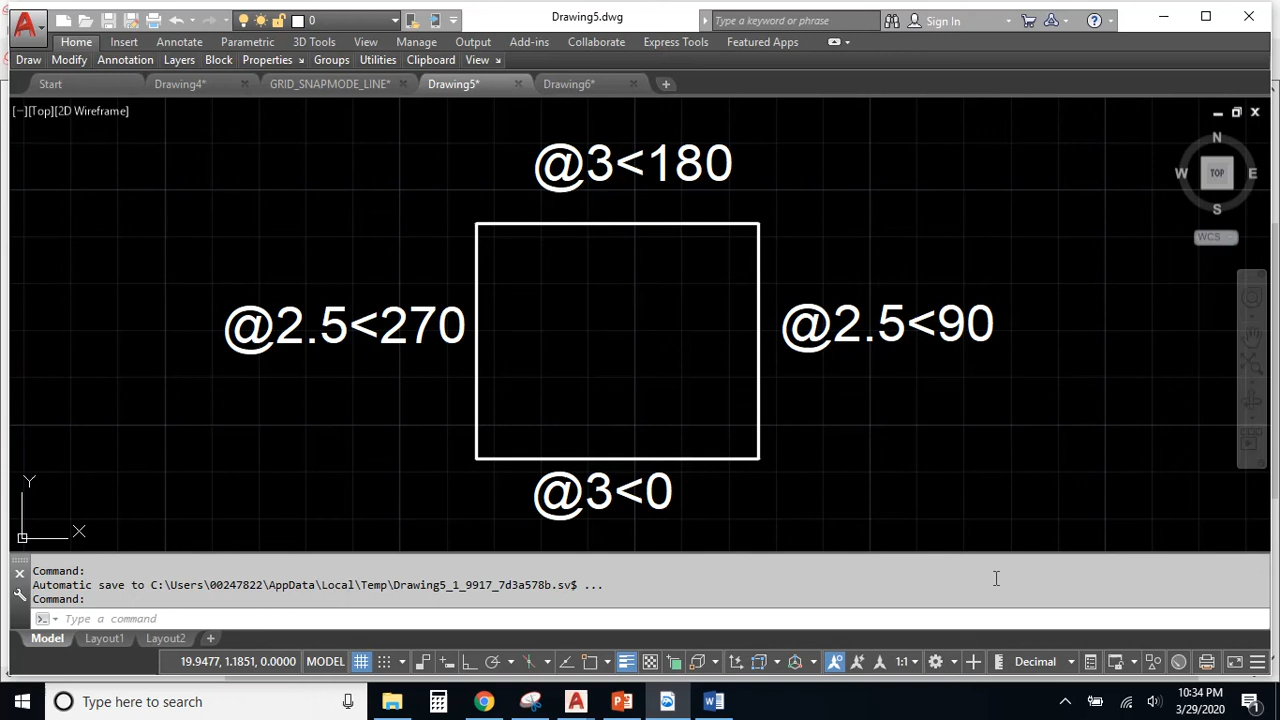 Drawing5.dwg
0
Type a keyword or phrase
Sign In
Home Insert Annotate Parametric 3D Tools View Manage Output Add-ins Collaborate Express Tools Featured Apps
Draw Modify Annotation Layers Block Properties Groups Utilities Clipboard View
Start Drawing4* GRID_SNAPMODE_LINE* Drawing5* Drawing6*
[−][Top][2D Wireframe]
N
W TOP E
S
WCS
@3<180
@2.5<270
@2.5<90
@3<0
Y
X
Command:
Automatic save to C:\Users\00247822\AppData\Local\Temp\Drawing5_1_9917_7d3a578b.sv$ ...
Command:
Type a command
Model Layout1 Layout2
19.9477, 1.1851, 0.0000 MODEL 1:1 Decimal
Type here to search
10:34 PM
3/29/2020
1